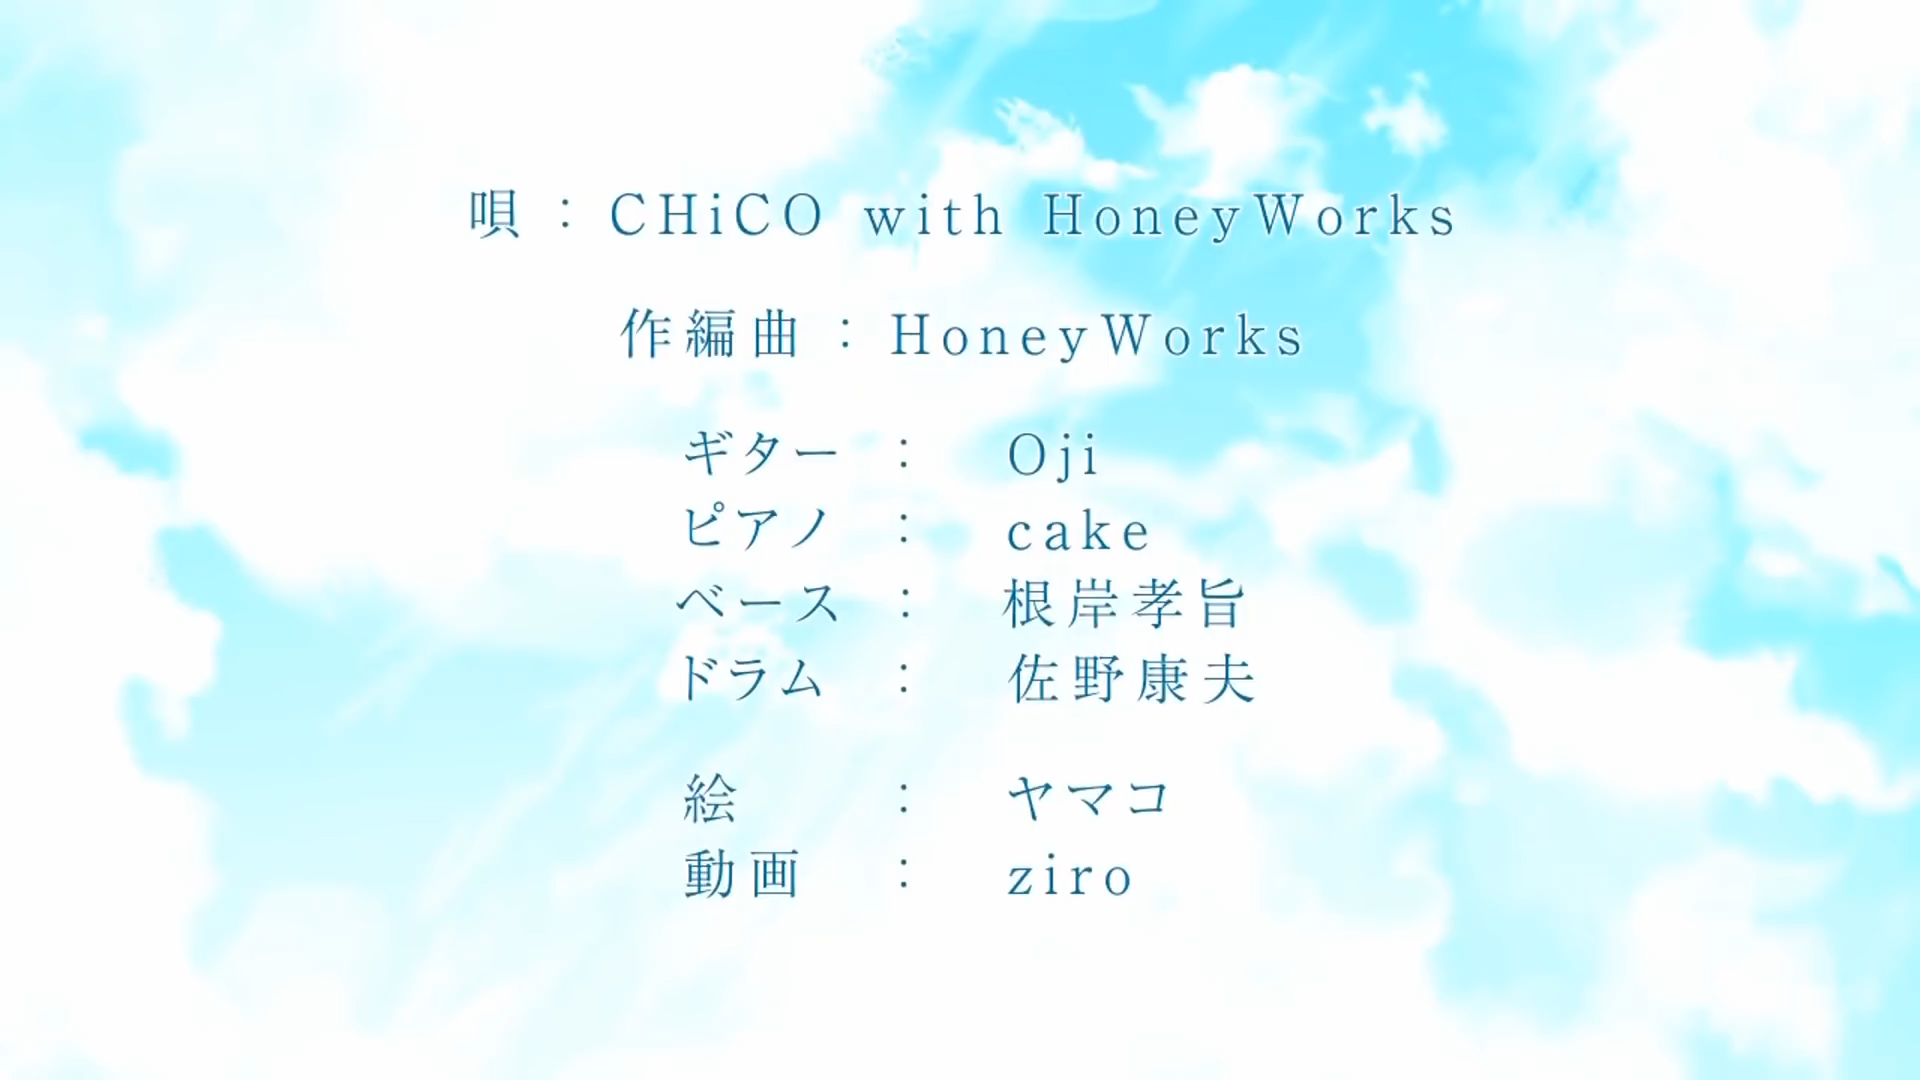 唄：CHiCO with HoneyWorks
作編曲：HoneyWorks
ギター：Oji
ピアノ：cake
ベース：根岸孝旨
ドラム：佐野康夫
絵：ヤマコ
動画：ziro